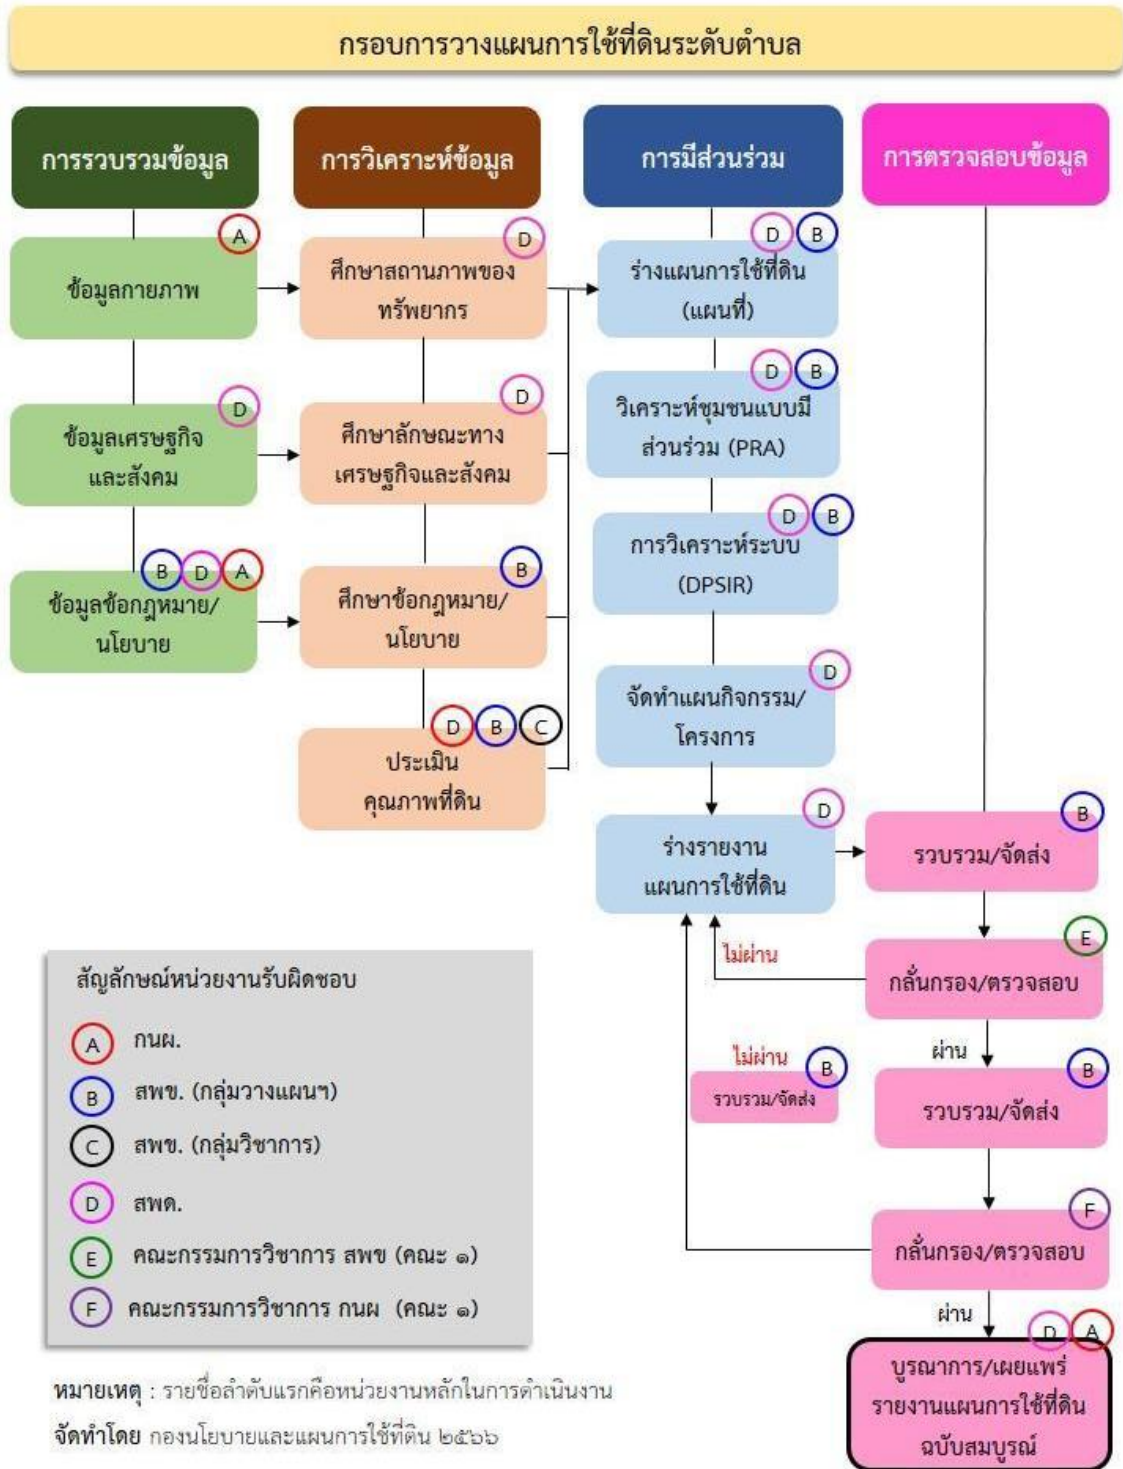 กรอบการวางแผนการใช้ที่ดินระดับตำบล
การรวบรวมข้อมูล
A
ข้อมูลกายภาพ
D
ข้อมูลเศรษฐกิจ
และสังคม
B D A
ข้อมูลข้อกฎหมาย/
นโยบาย
การวิเคราะห์ข้อมูล
D
ศึกษาสถานภาพของ
ทรัพยากร
D
ศึกษาลักษณะทาง
เศรษฐกิจและสังคม
B
ศึกษาข้อกฎหมาย/
นโยบาย
D B C
ประเมิน
คุณภาพที่ดิน
การมีส่วนร่วม
D B
ร่างแผนการใช้ที่ดิน
(แผนที่)
D B
วิเคราะห์ชุมชนแบบมี
ส่วนร่วม (PRA)
D B
การวิเคราะห์ระบบ
(DPSIR)
D
จัดทำแผนกิจกรรม/
โครงการ
D
ร่างรายงาน
แผนการใช้ที่ดิน
การตรวจสอบข้อมูล
B
รวบรวม/จัดส่ง
E
ไม่ผ่าน
กลั่นกรอง/ตรวจสอบ
ผ่าน
ไม่ผ่าน
B
รวบรวม/จัดส่ง
B
รวบรวม/จัดส่ง
F
กลั่นกรอง/ตรวจสอบ
ผ่าน
D A
บูรณาการ/เผยแพร่
รายงานแผนการใช้ที่ดิน
ฉบับสมบูรณ์
สัญลักษณ์หน่วยงานรับผิดชอบ
A กนผ.
B สพข. (กลุ่มวางแผนฯ)
C สพข. (กลุ่มวิชาการ)
D สพด.
E คณะกรรมการวิชาการ สพข (คณะ ๑)
F คณะกรรมการวิชาการ กนผ (คณะ ๑)
หมายเหตุ : รายชื่อลำดับแรกคือหน่วยงานหลักในการดำเนินงาน
จัดทำโดย กองนโยบายและแผนการใช้ที่ดิน ๒๕๖๖